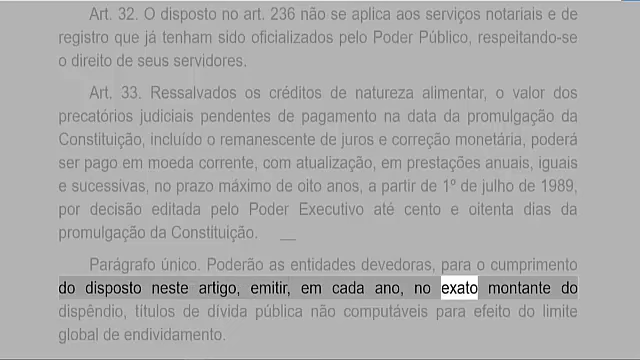 Art. 32. O disposto no art. 236 não se aplica aos serviços notariais e de
registro que já tenham sido oficializados pelo Poder Público, respeitando-se
o direito de seus servidores.
Art. 33. Ressalvados os créditos de natureza alimentar, o valor dos
precatórios judiciais pendentes de pagamento na data da promulgação da
Constituição, incluído o remanescente de juros e correção monetária, poderá
ser pago em moeda corrente, com atualização, em prestações anuais, iguais
e sucessivas, no prazo máximo de oito anos, a partir de 1º de julho de 1989,
por decisão editada pelo Poder Executivo até cento e oitenta dias da
promulgação da Constituição.
Parágrafo único. Poderão as entidades devedoras, para o cumprimento
do disposto neste artigo, emitir, em cada ano, no exato montante do
dispêndio, títulos de dívida pública não computáveis para efeito do limite
global de endividamento.